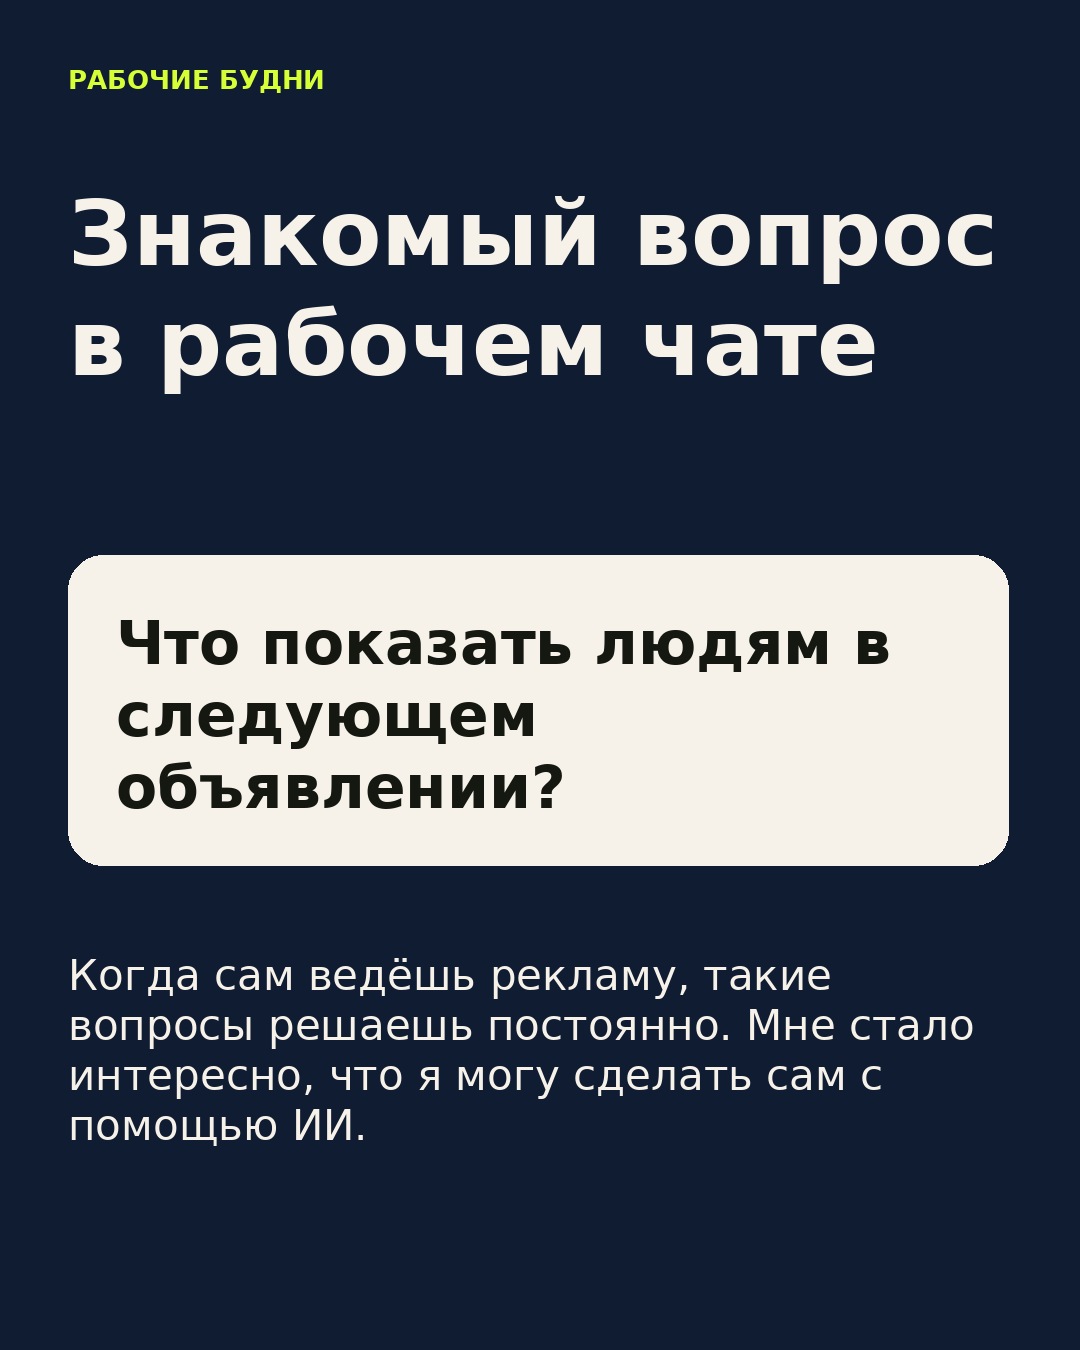 РАБОЧИЕ БУДНИ
Знакомый вопрос
в рабочем чате
Что показать людям в
следующем
объявлении?
Когда сам ведёшь рекламу, такие
вопросы решаешь постоянно. Мне стало
интересно, что я могу сделать сам с
помощью ИИ.